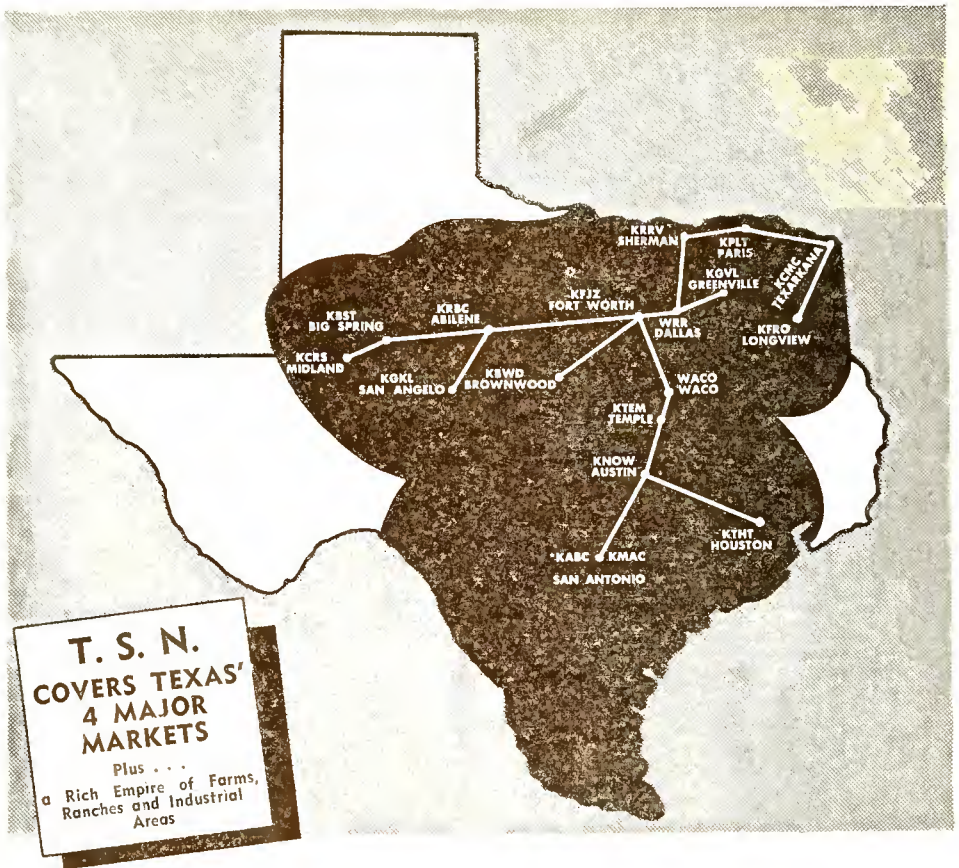 KRRV
SHERMAN
KPLT
PARIS
KCMC
TEXARKANA
KGVL
GREENVILLE
KFJZ
FORT WORTH
WRR
DALLAS
KFRO
LONGVIEW
KRBC
ABILENE
KBST
BIG SPRING
KCRS
MIDLAND
KGKL
SAN ANGELO
KBWD
BROWNWOOD
WACO
WACO
KTEM
TEMPLE
KNOW
AUSTIN
KTHT
HOUSTON
*KABC KMAC
SAN ANTONIO
T. S. N.
COVERS TEXAS'
4 MAJOR
MARKETS
Plus . . .
a Rich Empire of Farms,
Ranches and Industrial
Areas